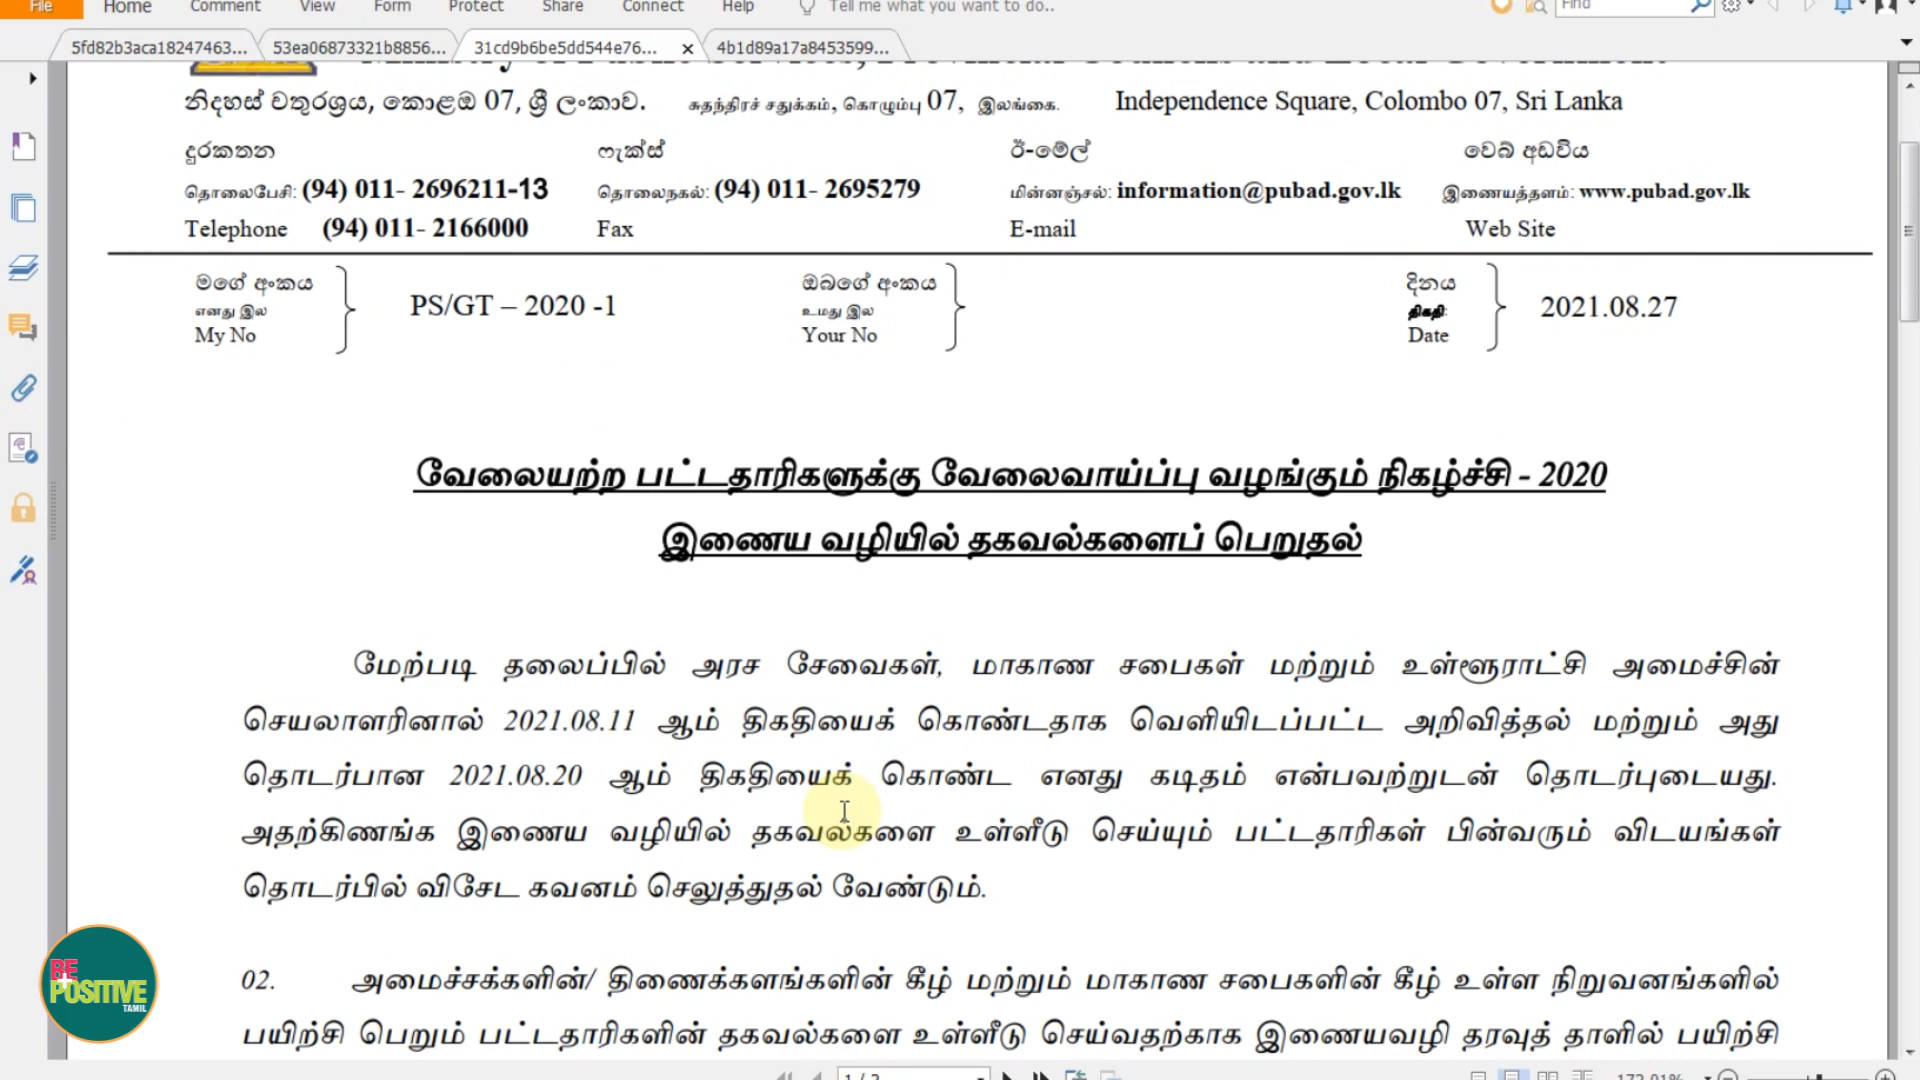 File Home Comment View Form Protect Share Connect Help Tell me what you want to do.. Find
5fd82b3aca18247463... 53ea06873321b8856... 31cd9b6be5dd544e76... 4b1d89a17a8453599...
නිදහස් චතුරශ්‍රය, කොළඹ 07, ශ්‍රී ලංකාව. சுதந்திரச் சதுக்கம், கொழும்பு 07, இலங்கை. Independence Square, Colombo 07, Sri Lanka
දුරකතන ෆැක්ස් ඊ-මේල් වෙබ් අඩවිය
தொலைபேசி: (94) 011- 2696211-13 தொலைநகல்: (94) 011- 2695279 மின்னஞ்சல்: information@pubad.gov.lk இணையத்தளம்: www.pubad.gov.lk
Telephone (94) 011- 2166000 Fax E-mail Web Site
මගේ අංකය ඔබගේ අංකය දිනය
எனது இல PS/GT – 2020 -1 உமது இல திகதி: 2021.08.27
My No Your No Date
வேலையற்ற பட்டதாரிகளுக்கு வேலைவாய்ப்பு வழங்கும் நிகழ்ச்சி - 2020
இணைய வழியில் தகவல்களைப் பெறுதல்
மேற்படி தலைப்பில் அரச சேவைகள், மாகாண சபைகள் மற்றும் உள்ளூராட்சி அமைச்சின்
செயலாளரினால் 2021.08.11 ஆம் திகதியைக் கொண்டதாக வெளியிடப்பட்ட அறிவித்தல் மற்றும் அது
தொடர்பான 2021.08.20 ஆம் திகதியைக் கொண்ட எனது கடிதம் என்பவற்றுடன் தொடர்புடையது.
அதற்கிணங்க இணைய வழியில் தகவல்களை உள்ளீடு செய்யும் பட்டதாரிகள் பின்வரும் விடயங்கள்
தொடர்பில் விசேட கவனம் செலுத்துதல் வேண்டும்.
02. அமைச்சக்களின்/ திணைக்களங்களின் கீழ் மற்றும் மாகாண சபைகளின் கீழ் உள்ள நிறுவனங்களில்
பயிற்சி பெறும் பட்டதாரிகளின் தகவல்களை உள்ளீடு செய்வதற்காக இணையவழி தரவுத் தாளில் பயிற்சி
BE POSITIVE TAMIL